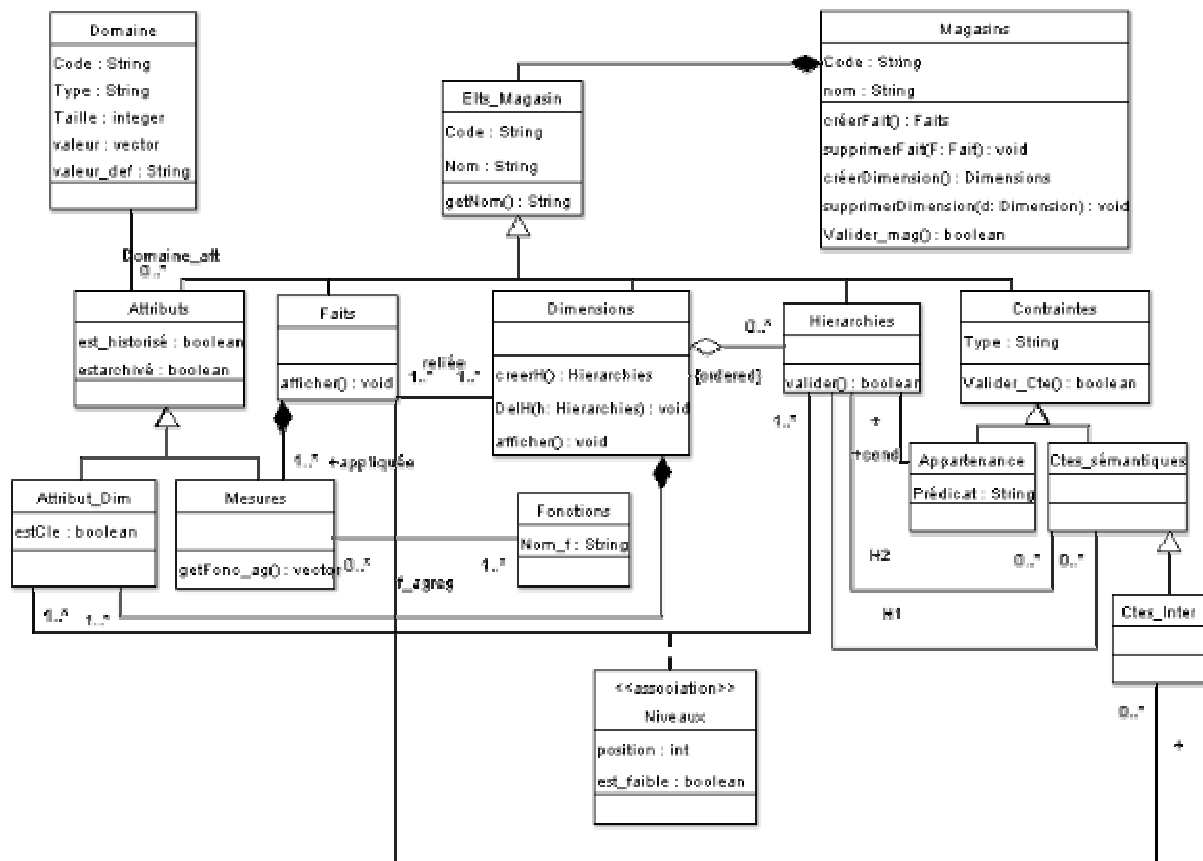 Domaine
Code : String
Type : String
Taille : integer
valeur : vector
valeur_def : String
Magasins
Code : String
nom : String
créerFait() : Faits
supprimerFait(F: Fait) : void
créerDimension() : Dimensions
supprimerDimension(d: Dimension) : void
Valider_mag() : boolean
Elts_Magasin
Code : String
Nom : String
getNom() : String
Domaine_att
0..*
Attributs
est_historisé : boolean
estarchivé : boolean
Faits
afficher() : void
reliée
1..*
1..*
Dimensions
creerH() : Hierarchies
DelH(h: Hierarchies) : void
afficher() : void
0..*
{ordered}
Hierarchies
valider() : boolean
Contraintes
Type : String
Valider_Cte() : boolean
1..*
+
+cond
1..*
+appliquée
Attribut_Dim
estCle : boolean
Mesures
getFonc_ag() : vector
Fonctions
Nom_f : String
0..*
1..*
f_agreg
Appartenance
Prédicat : String
Ctes_sémantiques
1..*
1..*
H2
0..*
0..*
H1
Ctes_Inter
0..*
+
<<association>>
Niveaux
position : int
est_faible : boolean